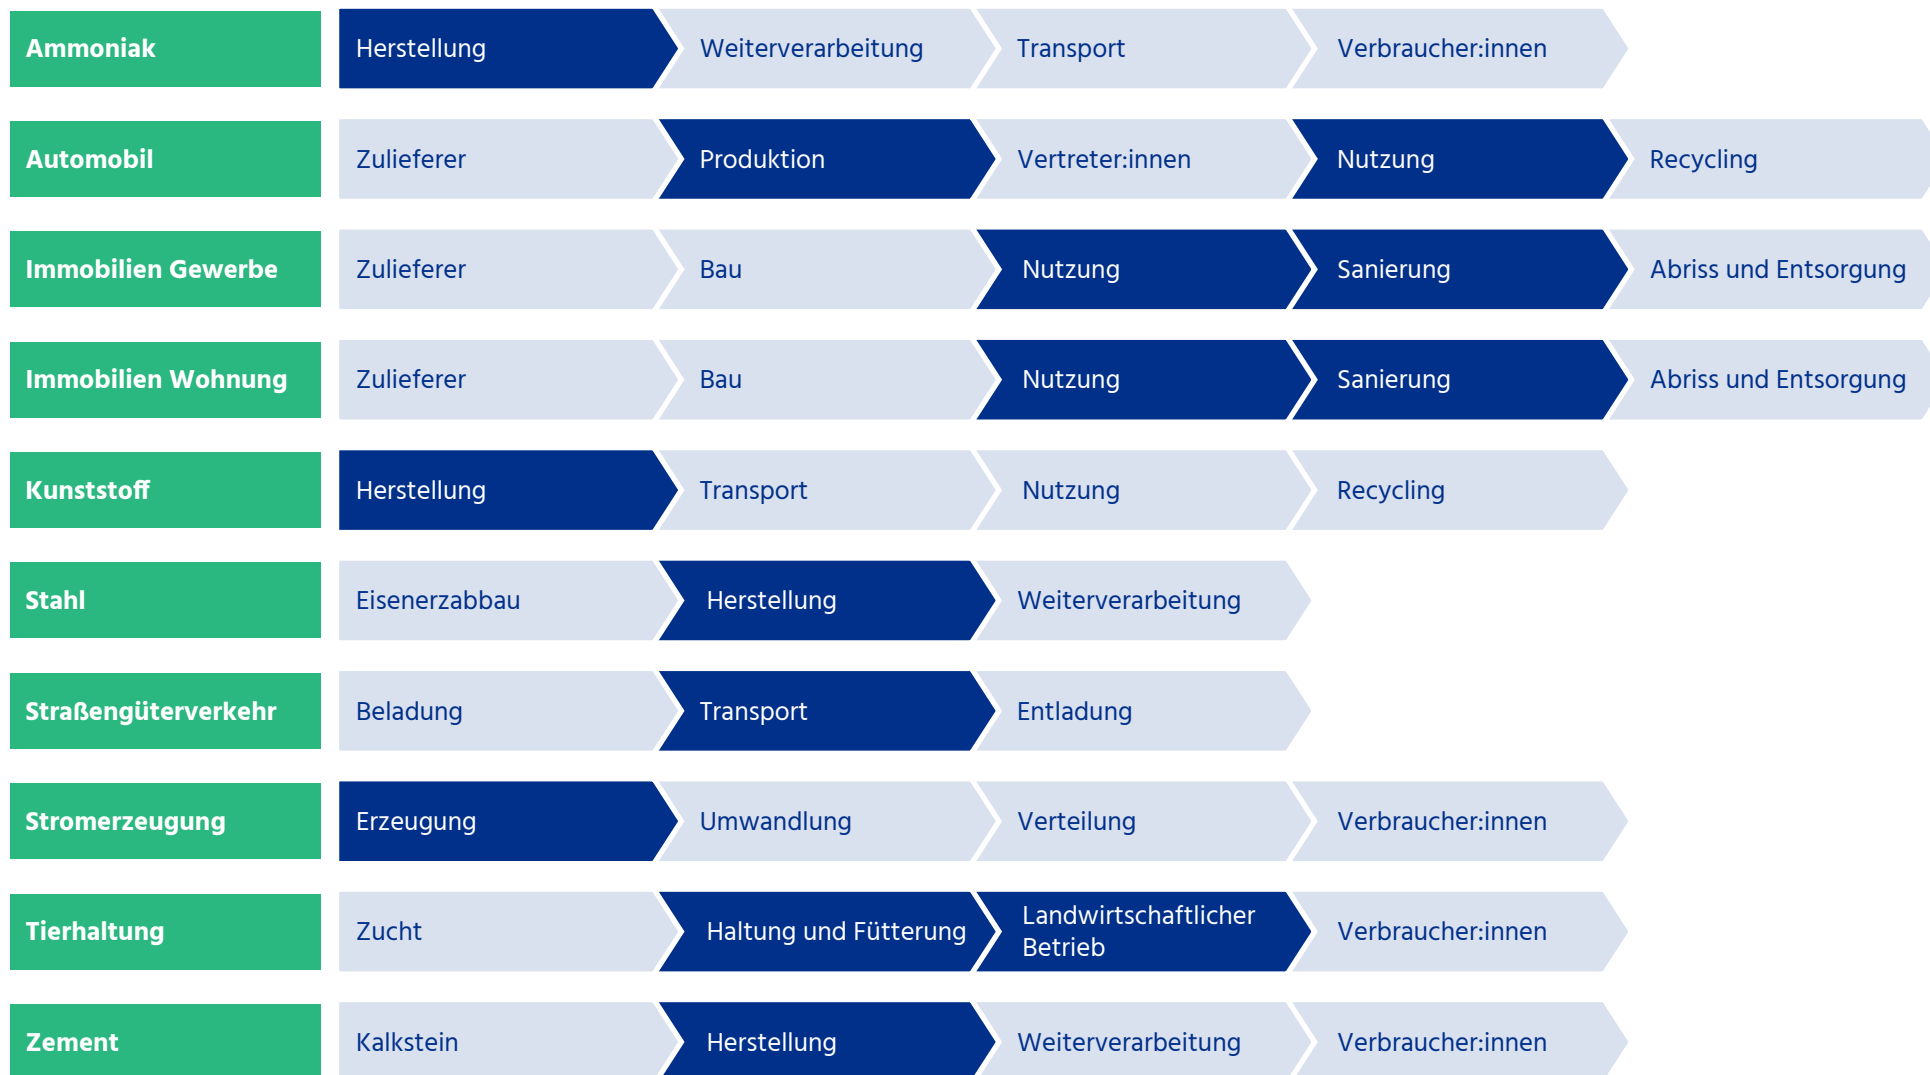 Ammoniak
Herstellung
Weiterverarbeitung
Transport
Verbraucher:innen
Automobil
Zulieferer
Produktion
Vertreter:innen
Nutzung
Recycling
Immobilien Gewerbe
Zulieferer
Bau
Nutzung
Sanierung
Abriss und Entsorgung
Immobilien Wohnung
Zulieferer
Bau
Nutzung
Sanierung
Abriss und Entsorgung
Kunststoff
Herstellung
Transport
Nutzung
Recycling
Stahl
Eisenerzabbau
Herstellung
Weiterverarbeitung
Straßengüterverkehr
Beladung
Transport
Entladung
Stromerzeugung
Erzeugung
Umwandlung
Verteilung
Verbraucher:innen
Tierhaltung
Zucht
Haltung und Fütterung
Landwirtschaftlicher
Betrieb
Verbraucher:innen
Zement
Kalkstein
Herstellung
Weiterverarbeitung
Verbraucher:innen